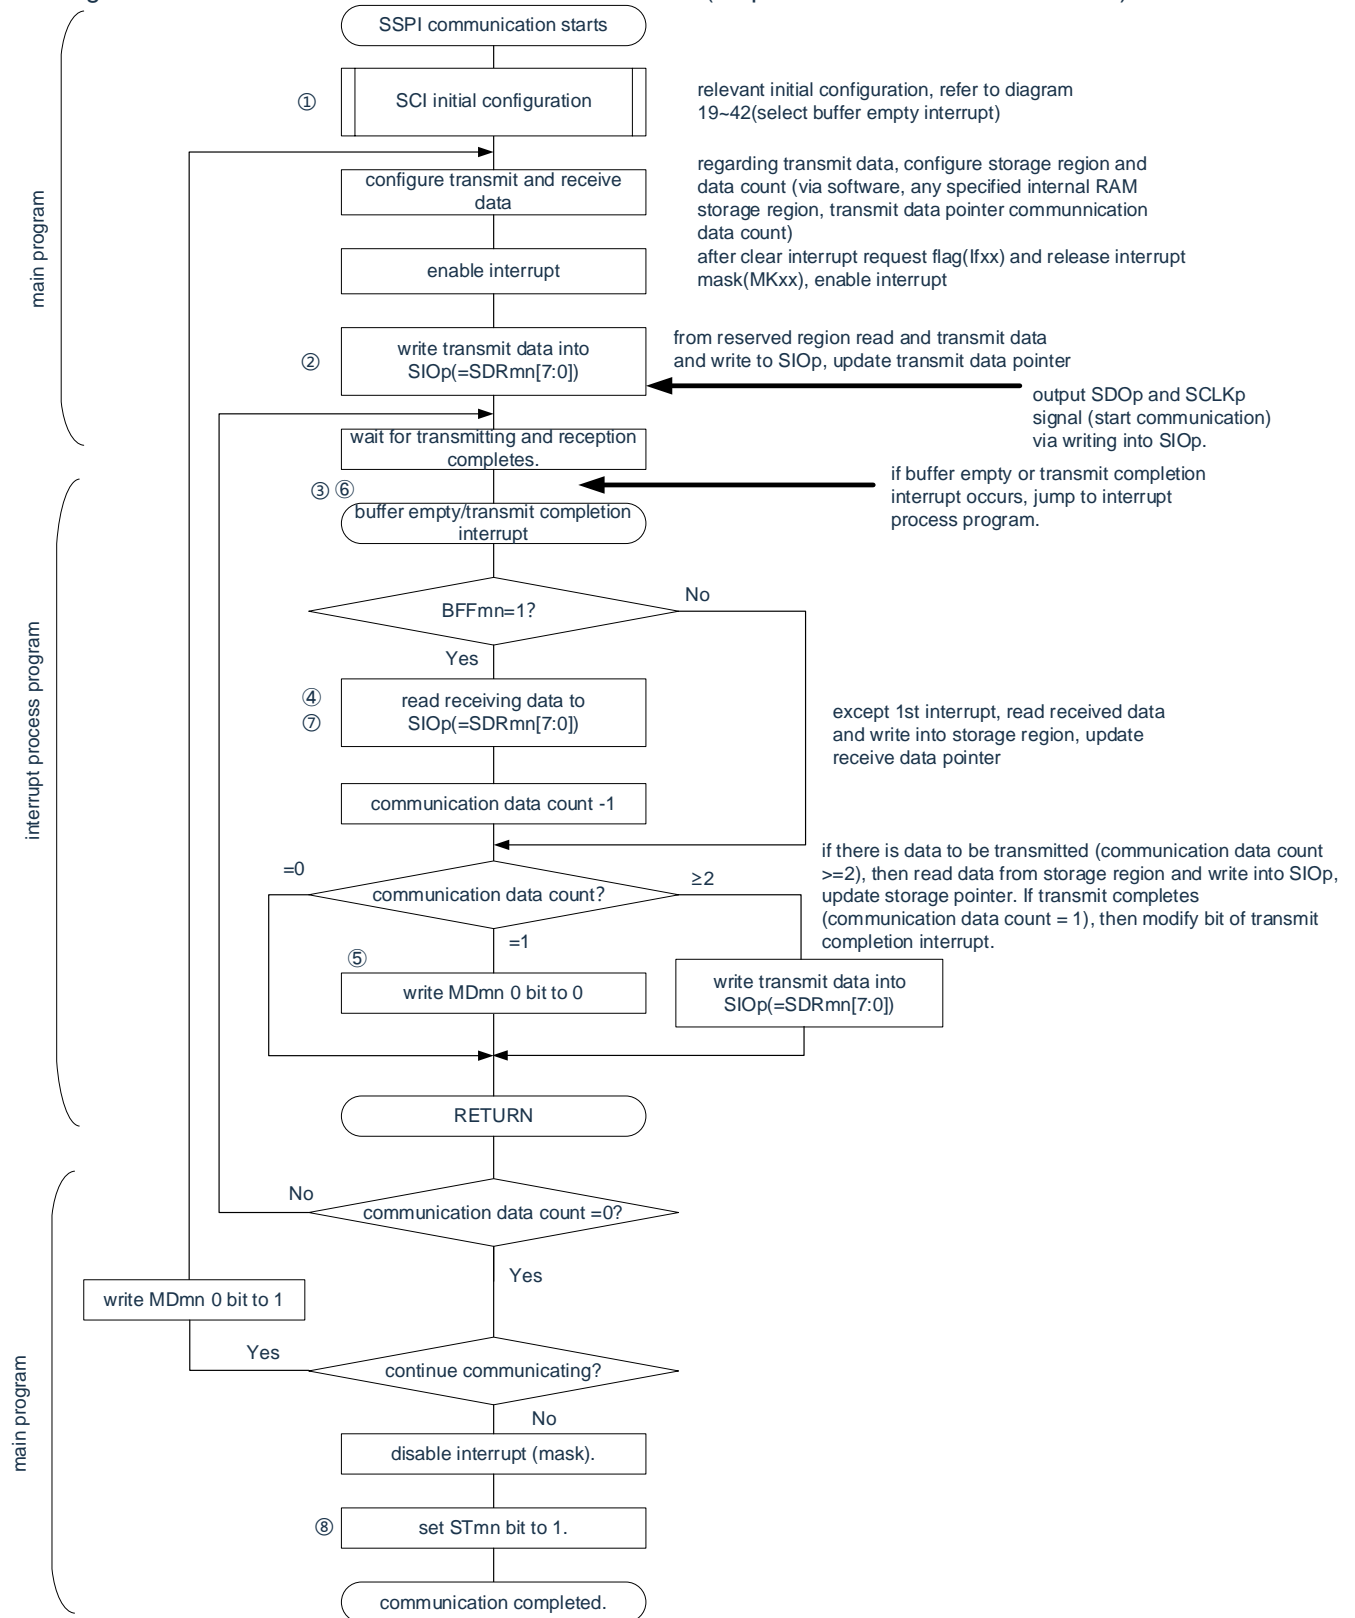 SSPI communication starts
①
SCI initial configuration
relevant initial configuration, refer to diagram
19~42(select buffer empty interrupt)
main program
configure transmit and receive
data
regarding transmit data, configure storage region and
data count (via software, any specified internal RAM
storage region, transmit data pointer communnication
data count)
enable interrupt
after clear interrupt request flag(Ifxx) and release interrupt
mask(MKxx), enable interrupt
②
write transmit data into
SIOp(=SDRmn[7:0])
from reserved region read and transmit data
and write to SIOp, update transmit data pointer
output SDOp and SCLKp
signal (start communication)
via writing into SIOp.
wait for transmitting and reception
completes.
③ ⑥
if buffer empty or transmit completion
interrupt occurs, jump to interrupt
process program.
buffer empty/transmit completion
interrupt
interrupt process program
BFFmn=1?
No
Yes
④
⑦
read receiving data to
SIOp(=SDRmn[7:0])
except 1st interrupt, read received data
and write into storage region, update
receive data pointer
communication data count -1
=0
communication data count?
≥2
=1
if there is data to be transmitted (communication data count
>=2), then read data from storage region and write into SIOp,
update storage pointer. If transmit completes
(communication data count = 1), then modify bit of transmit
completion interrupt.
⑤
write MDmn 0 bit to 0
write transmit data into
SIOp(=SDRmn[7:0])
RETURN
No
communication data count =0?
Yes
write MDmn 0 bit to 1
Yes
continue communicating?
No
main program
disable interrupt (mask).
⑧
set STmn bit to 1.
communication completed.